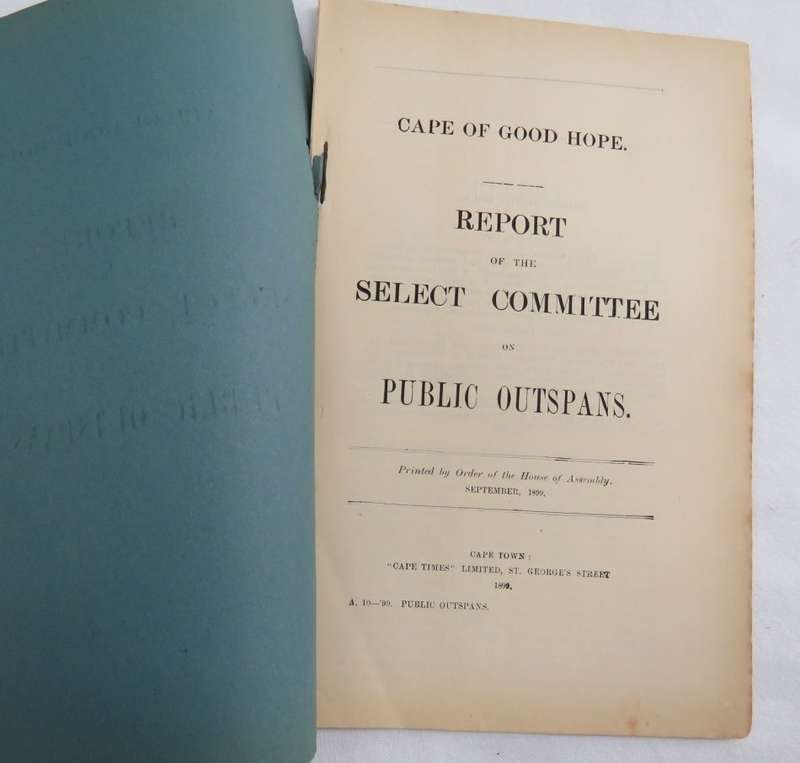 CAPE OF GOOD HOPE.
REPORT
OF THE
SELECT COMMITTEE
ON
PUBLIC OUTSPANS.
Printed by Order of the House of Assembly.
SEPTEMBER, 1899.
CAPE TOWN:
"CAPE TIMES" LIMITED, ST. GEORGE'S STREET
1899.
A. 10—'99. PUBLIC OUTSPANS.